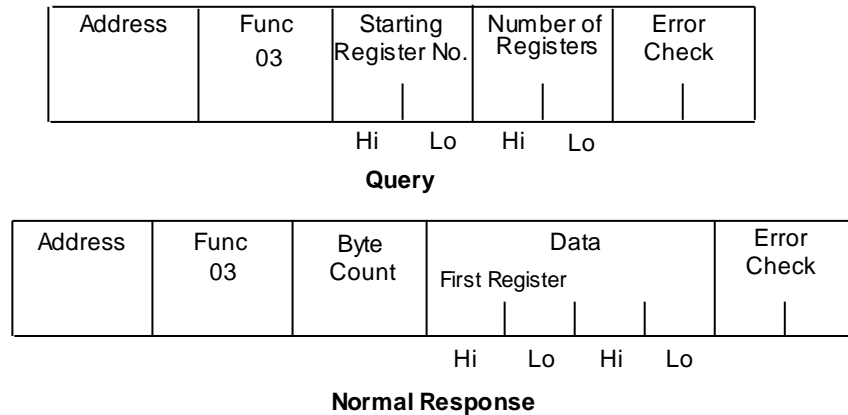 Address Func Starting Number of Error
03 Register No. Registers Check
Hi Lo Hi Lo
Query
Address Func Byte Data Error
03 Count First Register Check
Hi Lo Hi Lo
Normal Response